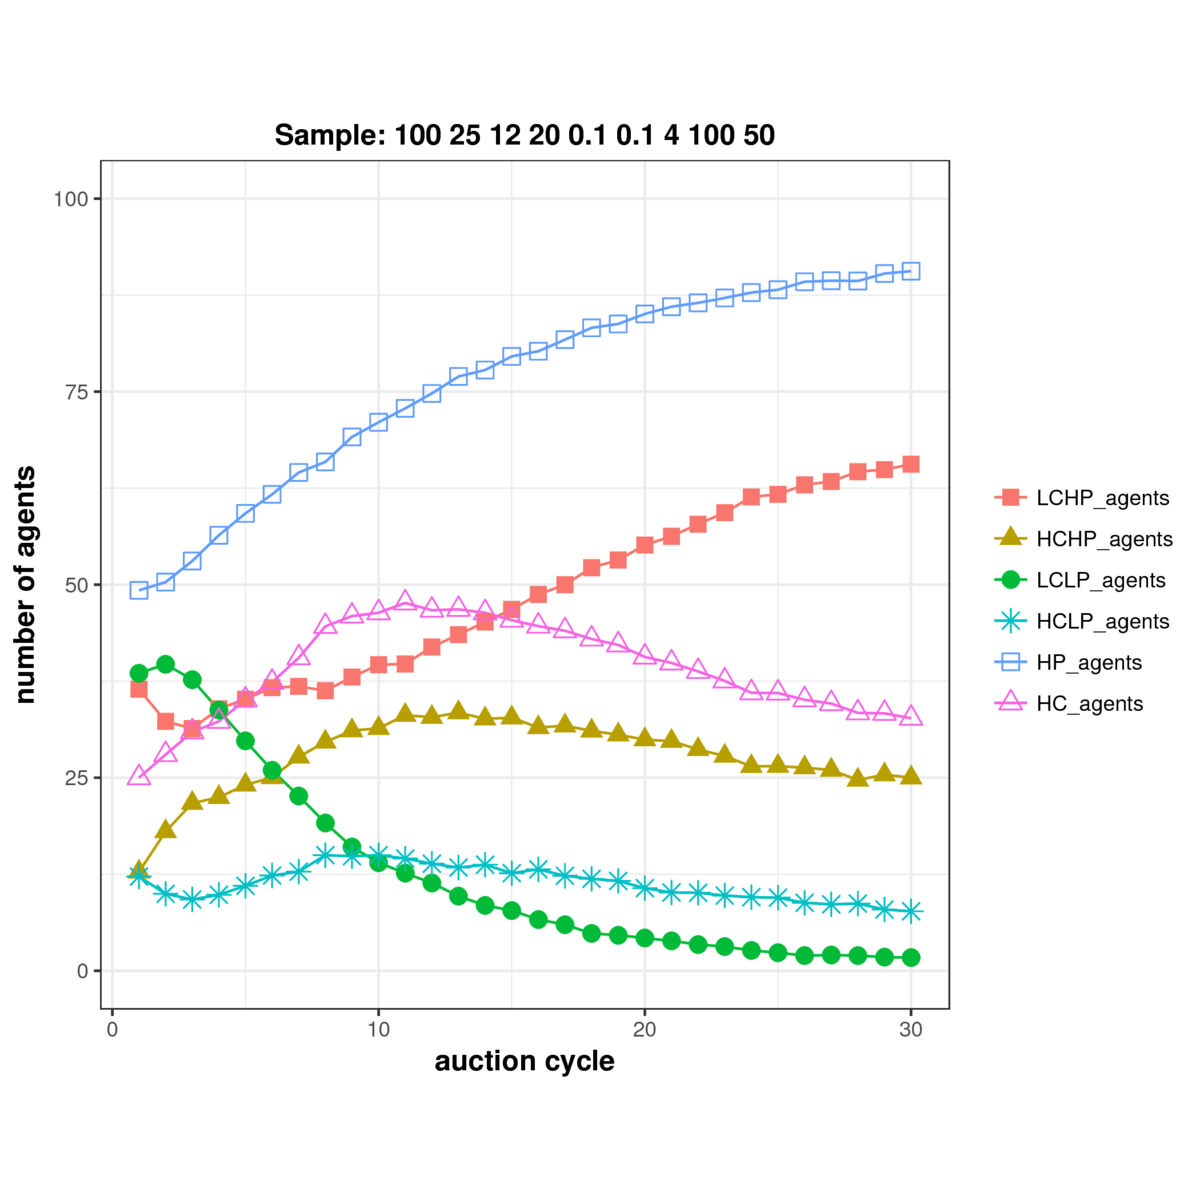 Sample: 100 25 12 20 0.1 0.1 4 100 50
number of agents
100
75
50
25
0
0 10 20 30
auction cycle
LCHP_agents
HCHP_agents
LCLP_agents
HCLP_agents
HP_agents
HC_agents